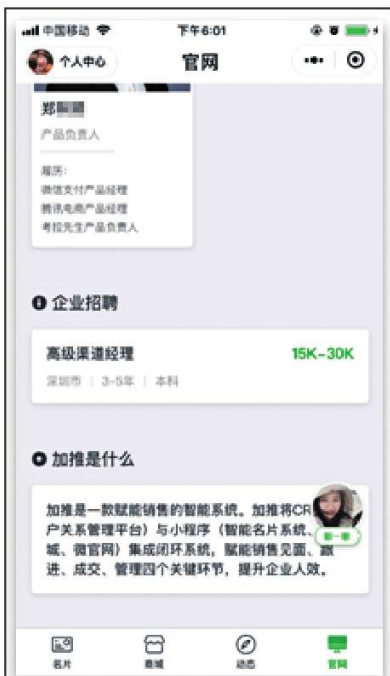 中国移动
下午6:01
个人中心
官网
郑
产品负责人
履历:
微信支付产品经理
腾讯电商产品经理
考拉先生产品负责人
企业招聘
高级渠道经理
15K-30K
深圳市 | 3-5年 | 本科
加推是什么
加推是一款赋能销售的智能系统。加推将CR
户关系管理平台）与小程序（智能名片系统、
城、微官网）集成闭环系统，赋能销售见面、跟
进、成交、管理四个关键环节，提升企业人效。
聊一聊
名片
商城
动态
官网